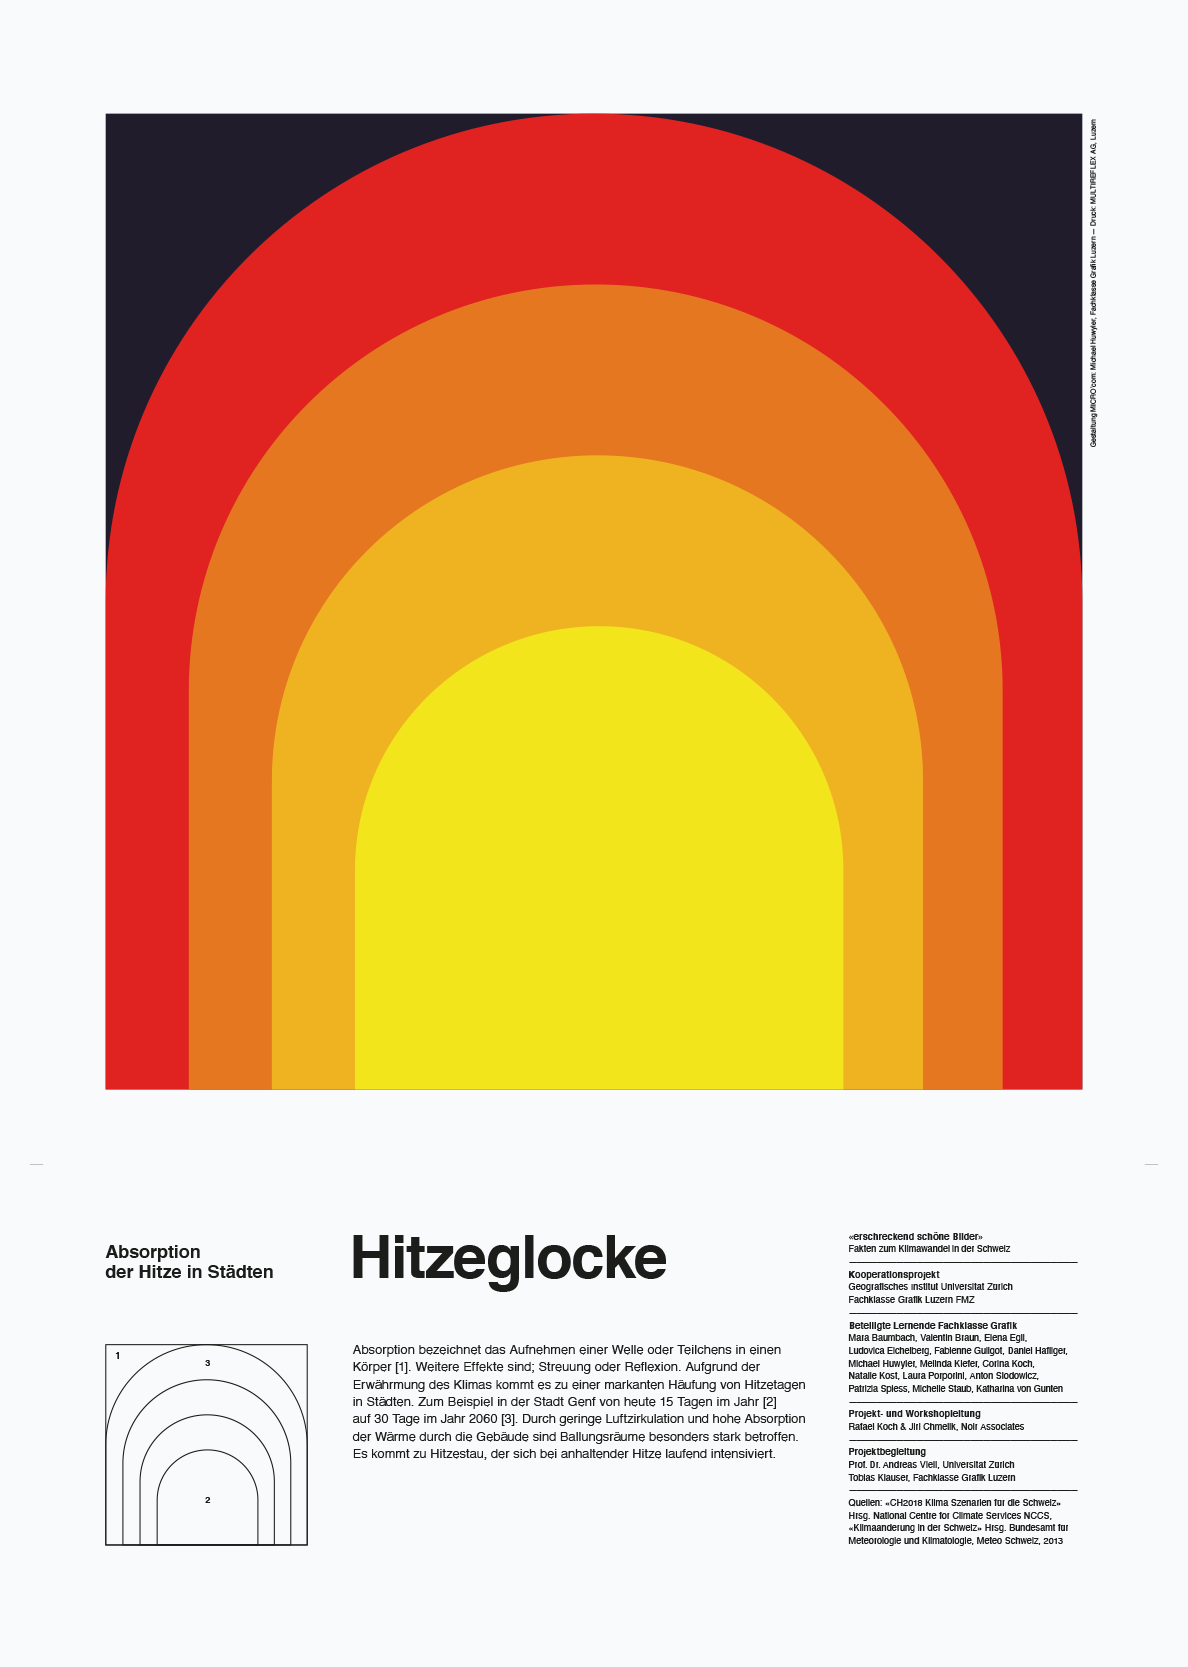 Gestaltung MICRO'com: Michael Huwyler, Fachklasse Grafik Luzern — Druck: MULTIREFLEX AG, Luzern
Absorption
der Hitze in Städten
Hitzeglocke
1
3
2
Absorption bezeichnet das Aufnehmen einer Welle oder Teilchens in einen
Körper [1]. Weitere Effekte sind; Streuung oder Reflexion. Aufgrund der
Erwährmung des Klimas kommt es zu einer markanten Häufung von Hitzetagen
in Städten. Zum Beispiel in der Stadt Genf von heute 15 Tagen im Jahr [2]
auf 30 Tage im Jahr 2060 [3]. Durch geringe Luftzirkulation und hohe Absorption
der Wärme durch die Gebäude sind Ballungsräume besonders stark betroffen.
Es kommt zu Hitzestau, der sich bei anhaltender Hitze laufend intensiviert.
«erschreckend schöne Bilder»
Fakten zum Klimawandel in der Schweiz
Kooperationsprojekt
Geografisches Institut Universität Zürich
Fachklasse Grafik Luzern FMZ
Beteiligte Lernende Fachklasse Grafik
Mara Baumbach, Valentin Braun, Elena Egli,
Ludovica Eichelberg, Fabienne Guilgot, Daniel Häfliger,
Michael Huwyler, Melinda Kiefer, Corina Koch,
Natalie Kost, Laura Porporini, Anton Slodowicz,
Patrizia Spiess, Michelle Staub, Katharina von Gunten
Projekt- und Workshopleitung
Rafael Koch & Jiri Chmelik, Noir Associates
Projektbegleitung
Prof. Dr. Andreas Vieli, Universität Zürich
Tobias Klauser, Fachklasse Grafik Luzern
Quellen: «CH2018 Klima Szenarien für die Schweiz»
Hrsg. National Centre for Climate Services NCCS,
«Klimaänderung in der Schweiz» Hrsg. Bundesamt für
Meteorologie und Klimatologie, Meteo Schweiz, 2013